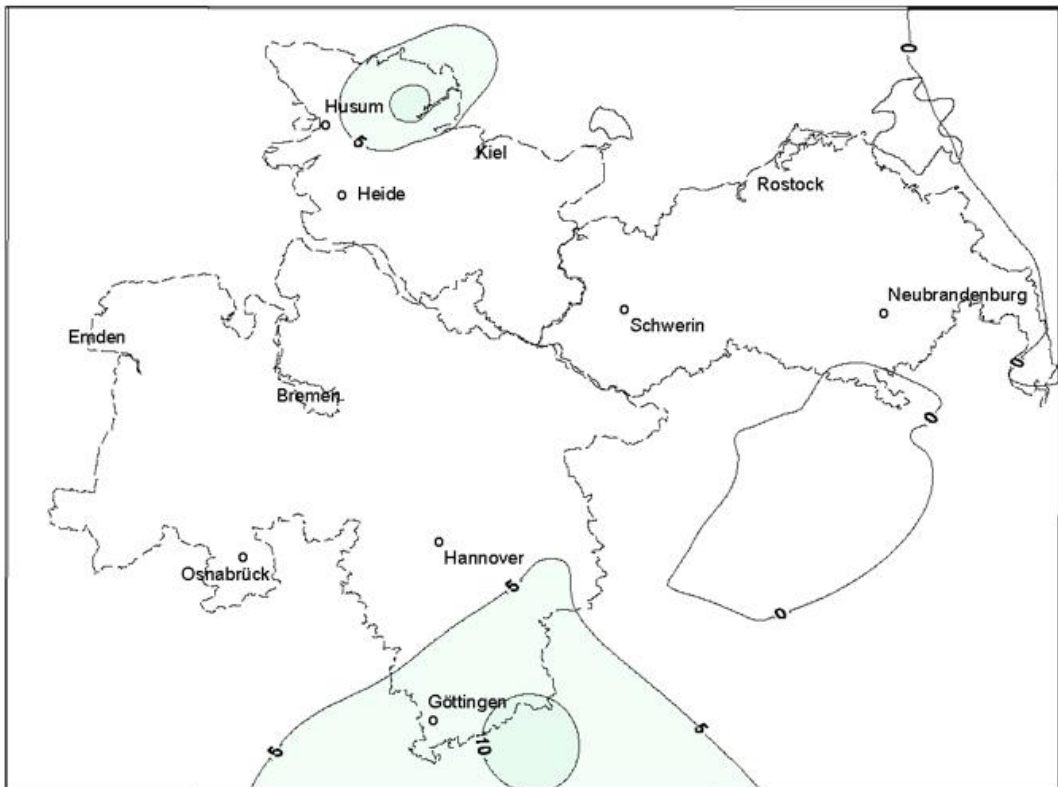 0
Husum
5
Kiel
Heide
Rostock
Neubrandenburg
Schwerin
Emden
0
Bremen
0
Hannover
Osnabrück
5
0
Göttingen
5
10
5